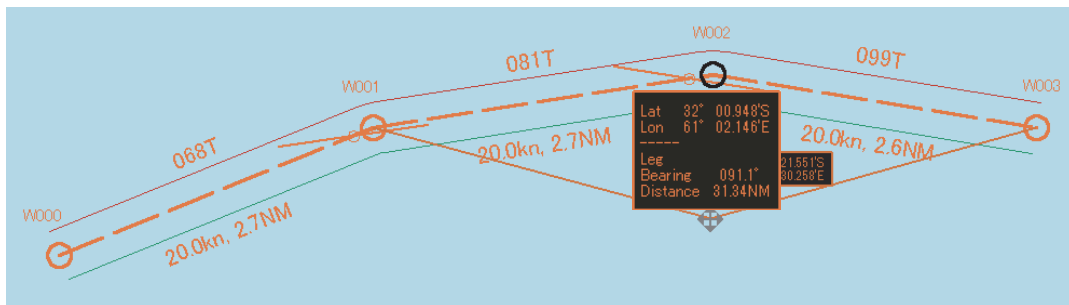 W002
081T
099T
W001
W003
068T
Lat 32° 00.948'S
Lon 61° 02.146'E
------
Leg
Bearing 091.1°
Distance 31.34NM
21.551'S
30.258'E
20.0kn, 2.7NM
20.0kn, 2.6NM
W000
20.0kn, 2.7NM